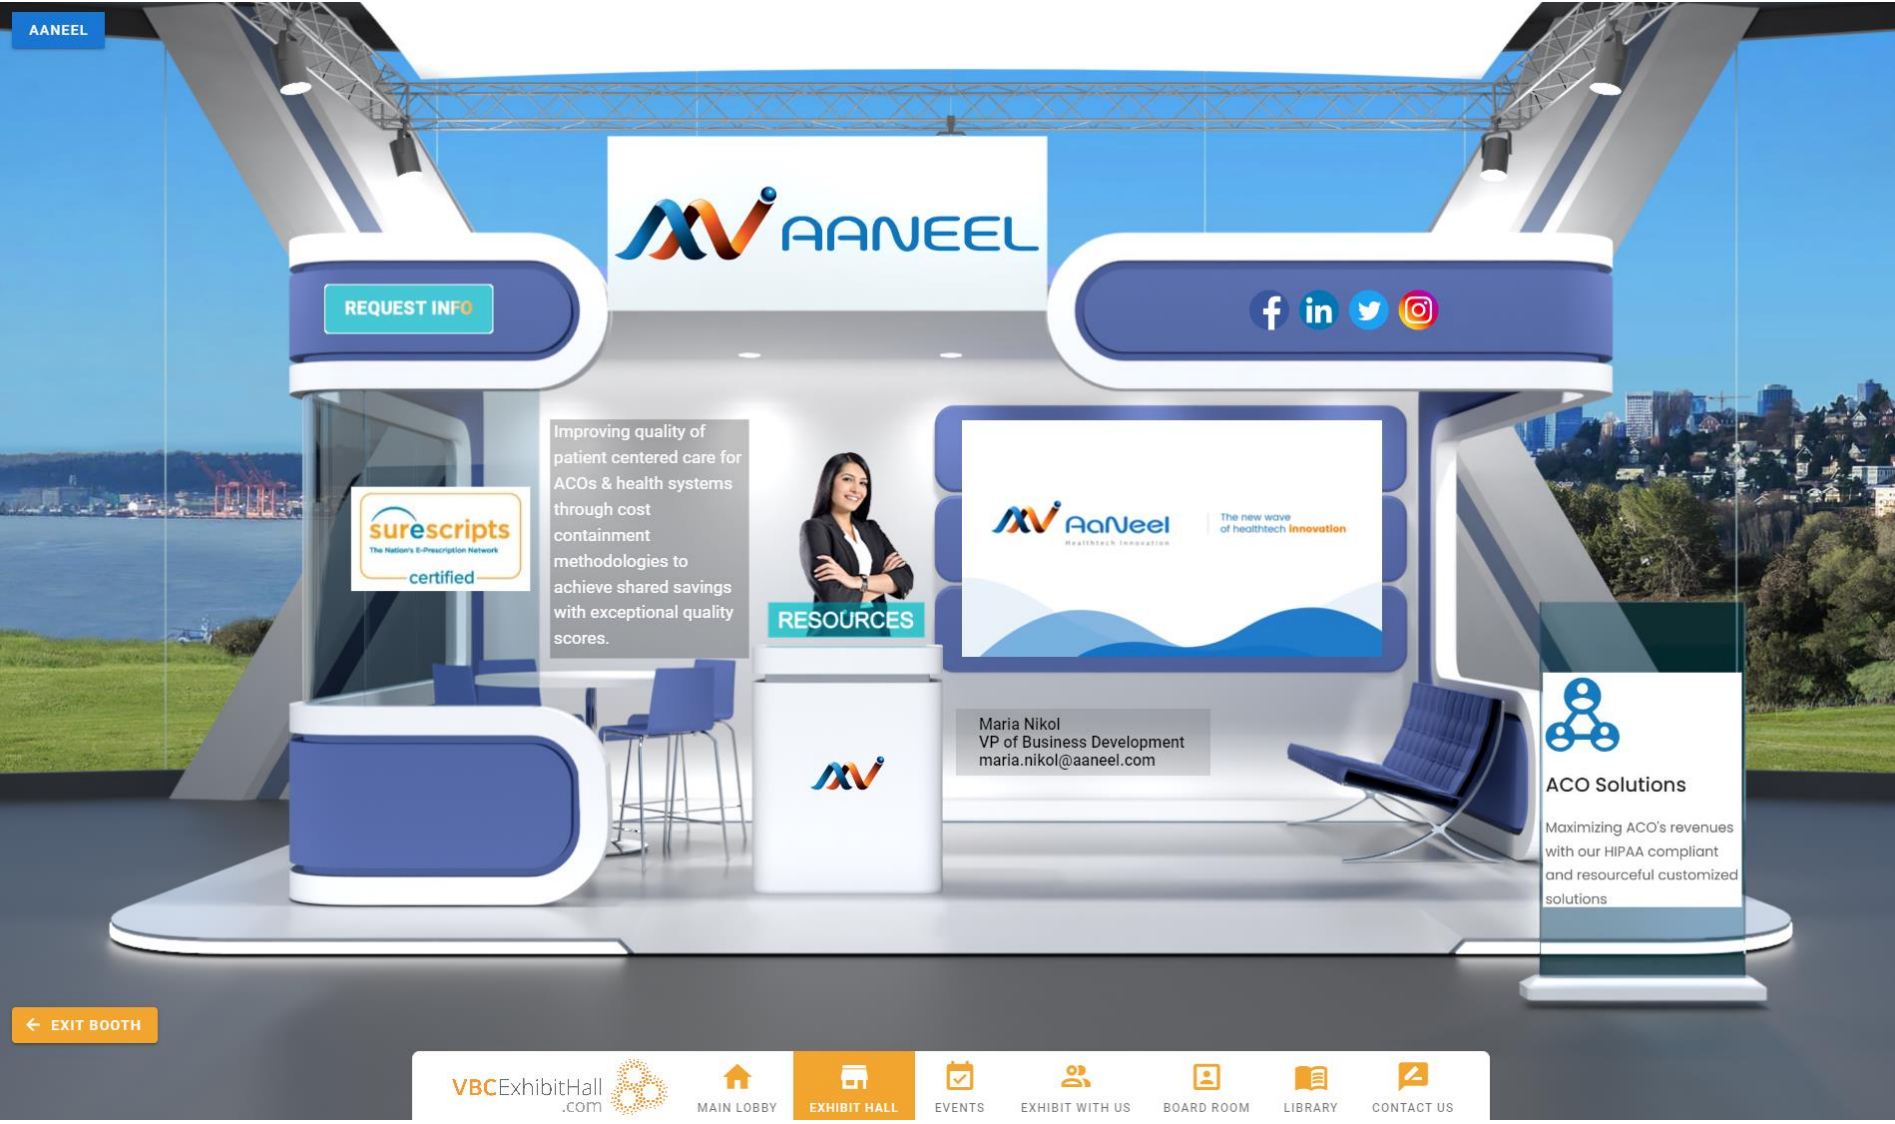 AANEEL
AANEEL
REQUEST INFO
Improving quality of
patient centered care for
ACOs & health systems
through cost
containment
methodologies to
achieve shared savings
with exceptional quality
scores.
surescripts
The Nation's E-Prescription Network
certified
RESOURCES
AaNeel
Healthtech Innovation
The new wave
of healthtech innovation
Maria Nikol
VP of Business Development
maria.nikol@aaneel.com
ACO Solutions
Maximizing ACO's revenues
with our HIPAA compliant
and resourceful customized
solutions
EXIT BOOTH
VBCExhibitHall
.com
MAIN LOBBY
EXHIBIT HALL
EVENTS
EXHIBIT WITH US
BOARD ROOM
LIBRARY
CONTACT US